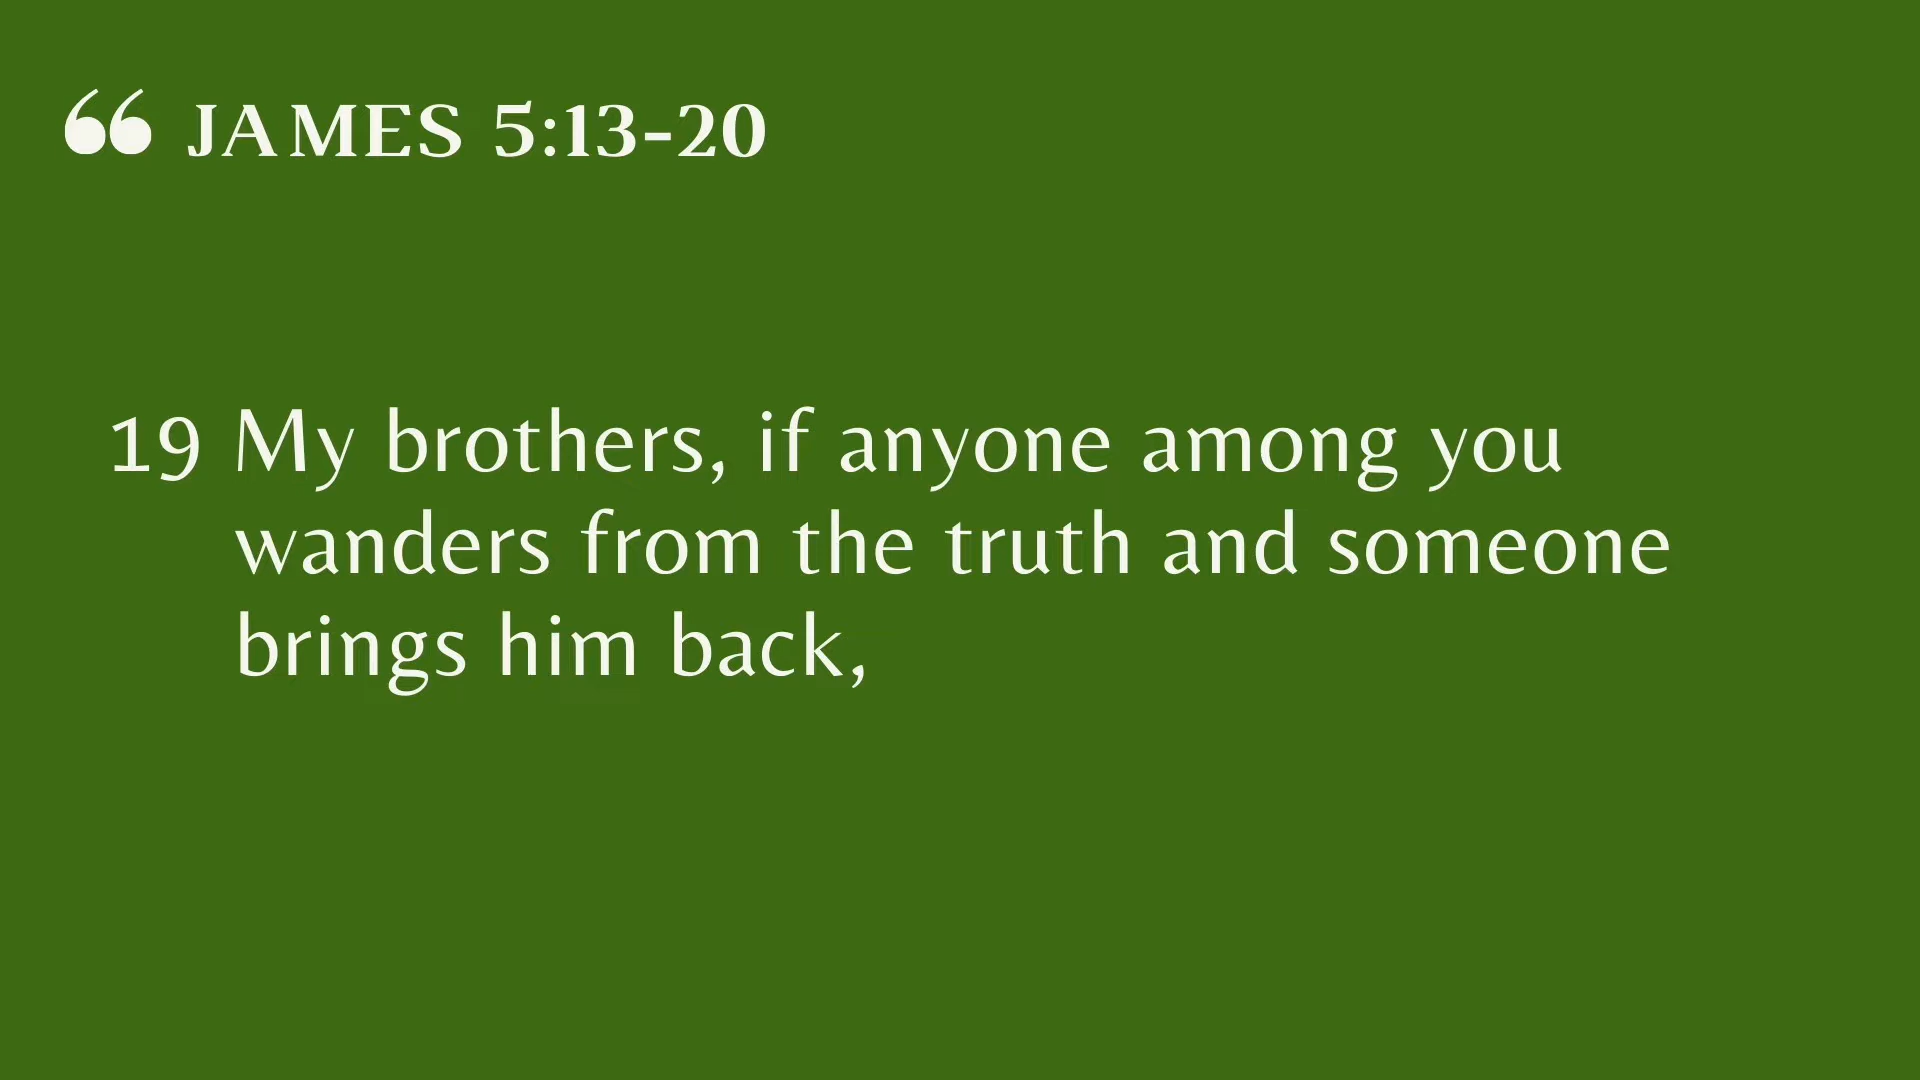 “ JAMES 5:13-20
19 My brothers, if anyone among you
wanders from the truth and someone
brings him back,